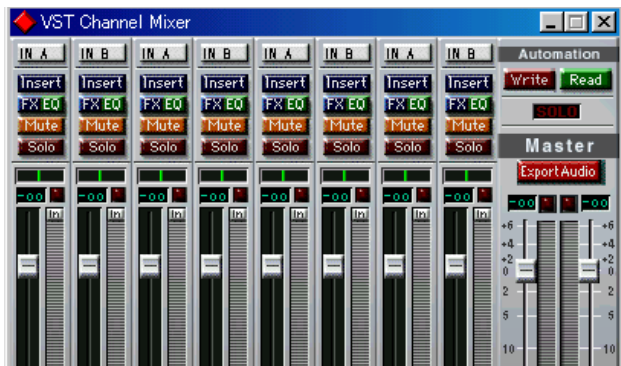 VST Channel Mixer
IN A IN B IN A IN B IN A IN B IN A IN B Automation
Insert Insert Insert Insert Insert Insert Insert Insert Write Read
FX EQ FX EQ FX EQ FX EQ FX EQ FX EQ FX EQ FX EQ
SOLO
Mute Mute Mute Mute Mute Mute Mute Mute
Solo Solo Solo Solo Solo Solo Solo Solo Master
Export Audio
-oo -oo -oo -oo -oo -oo -oo -oo -oo -oo
In In In In In In In In
+6 +6
+4 +4
+2 +2
0 0
2 2
5 5
10 10